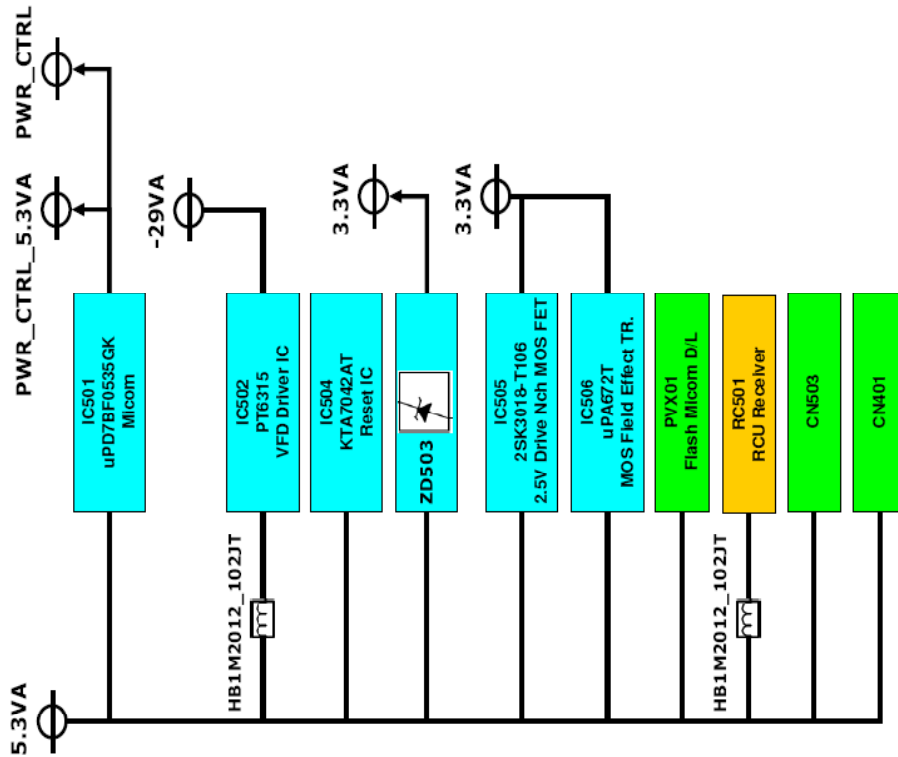 PWR_CTRL
PWR_CTRL_5.3VA
-29VA
3.3VA
3.3VA
IC501
uPD7BF0535GK
Micom
IC502
PT6315
VFD Driver IC
IC504
KTA7042AT
Reset IC
ZD503
IC505
2SK3018-T106
2.5V Drive Nch MOS FET
IC506
uPA672T
MOS Field Effect TR.
PVX01
Flash Micom D/L
RC501
RCU Receiver
CN503
CN401
HB1M2012_102JT
HB1M2012_102JT
5.3VA